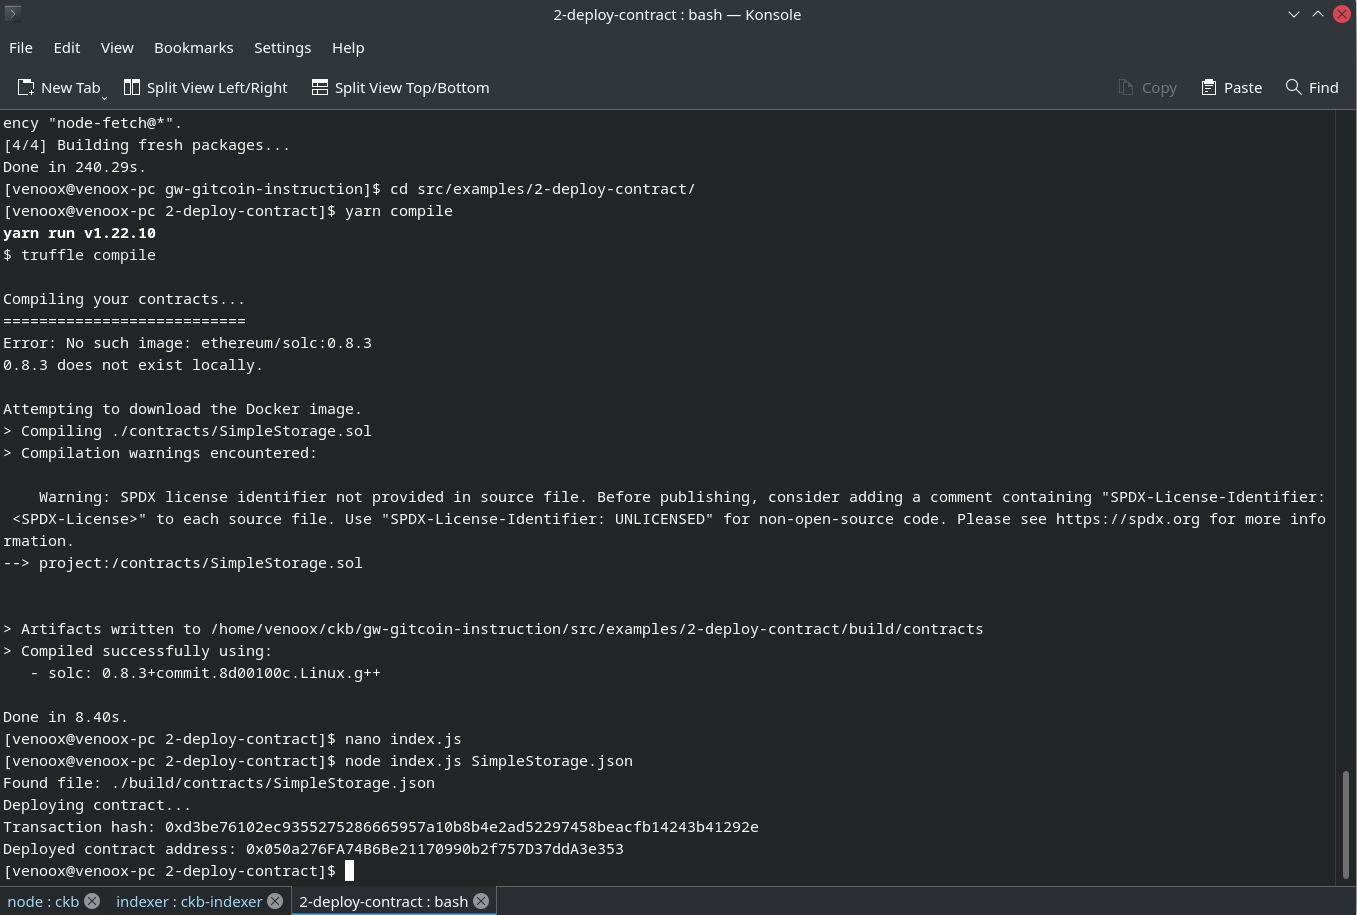 2-deploy-contract : bash — Konsole
File Edit View Bookmarks Settings Help
New Tab Split View Left/Right Split View Top/Bottom Copy Paste Find
ency "node-fetch@*".
[4/4] Building fresh packages...
Done in 240.29s.
[venoox@venoox-pc gw-gitcoin-instruction]$ cd src/examples/2-deploy-contract/
[venoox@venoox-pc 2-deploy-contract]$ yarn compile
yarn run v1.22.10
$ truffle compile
Compiling your contracts...
===========================
Error: No such image: ethereum/solc:0.8.3
0.8.3 does not exist locally.
Attempting to download the Docker image.
> Compiling ./contracts/SimpleStorage.sol
> Compilation warnings encountered:
Warning: SPDX license identifier not provided in source file. Before publishing, consider adding a comment containing "SPDX-License-Identifier:
<SPDX-License>" to each source file. Use "SPDX-License-Identifier: UNLICENSED" for non-open-source code. Please see https://spdx.org for more info
rmation.
--> project:/contracts/SimpleStorage.sol
> Artifacts written to /home/venoox/ckb/gw-gitcoin-instruction/src/examples/2-deploy-contract/build/contracts
> Compiled successfully using:
- solc: 0.8.3+commit.8d00100c.Linux.g++
Done in 8.40s.
[venoox@venoox-pc 2-deploy-contract]$ nano index.js
[venoox@venoox-pc 2-deploy-contract]$ node index.js SimpleStorage.json
Found file: ./build/contracts/SimpleStorage.json
Deploying contract...
Transaction hash: 0xd3be76102ec9355275286665957a10b8b4e2ad52297458beacfb14243b41292e
Deployed contract address: 0x050a276FA74B6Be21170990b2f757D37ddA3e353
[venoox@venoox-pc 2-deploy-contract]$
node : ckb indexer : ckb-indexer 2-deploy-contract : bash